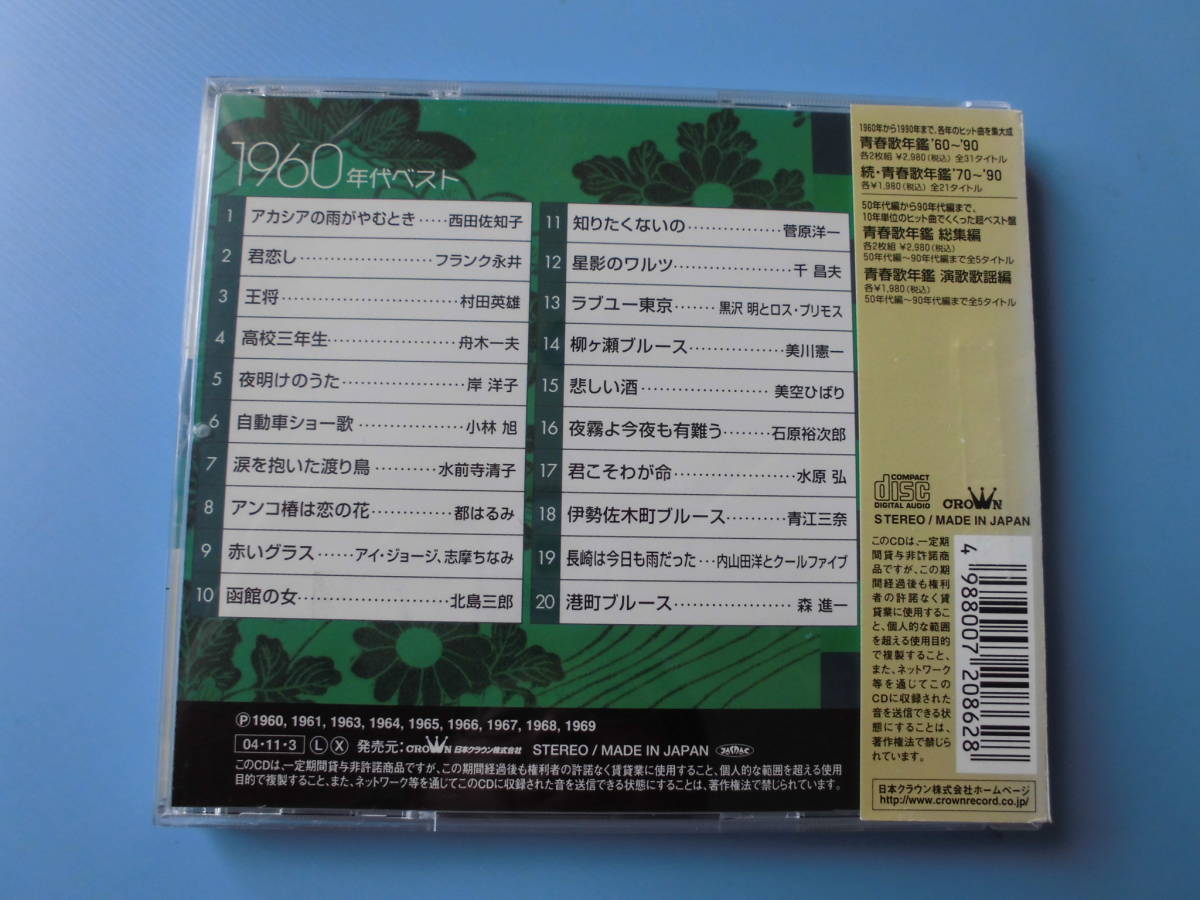 1960年代ベスト
1 アカシアの雨がやむとき‥‥‥西田佐知子
2 君恋し‥‥‥‥‥‥‥‥フランク永井
3 王将‥‥‥‥‥‥‥‥‥‥村田英雄
4 高校三年生‥‥‥‥‥‥‥‥舟木一夫
5 夜明けのうた‥‥‥‥‥‥‥岸 洋子
6 自動車ショー歌‥‥‥‥‥‥小林 旭
7 涙を抱いた渡り鳥‥‥‥‥水前寺清子
8 アンコ椿は恋の花‥‥‥‥都はるみ
9 赤いグラス‥‥‥アイ・ジョージ、志摩ちなみ
10 函館の女‥‥‥‥‥‥‥‥北島三郎
11 知りたくないの‥‥‥‥‥‥菅原洋一
12 星影のワルツ‥‥‥‥‥‥‥千 昌夫
13 ラブユー東京‥‥‥黒沢 明とロス・プリモス
14 柳ヶ瀬ブルース‥‥‥‥‥‥美川憲一
15 悲しい酒‥‥‥‥‥‥‥‥美空ひばり
16 夜霧よ今夜も有難う‥‥‥石原裕次郎
17 君こそわが命‥‥‥‥‥‥‥水原 弘
18 伊勢佐木町ブルース‥‥‥‥青江三奈
19 長崎は今日も雨だった‥‥内山田洋とクールファイブ
20 港町ブルース‥‥‥‥‥‥‥森 進一
Ⓟ1960, 1961, 1963, 1964, 1965, 1966, 1967, 1968, 1969
04・11・3 Ⓛ Ⓧ 発売元：CROWN 日本クラウン株式会社 STEREO / MADE IN JAPAN
このCDは、一定期間貸与非許諾商品ですが、この期間経過後も権利者の許諾なく賃貸業に使用すること、個人的な範囲を超える使用
目的で複製すること、また、ネットワーク等を通じてこのCDに収録された音を送信できる状態にすることは、著作権法で禁じられています。
1960年から1990年まで、各年のヒット曲を集大成
青春歌年鑑'60〜'90
各2枚組 ¥2,980(税込) 全31タイトル
続・青春歌年鑑'70〜'90
各¥1,980(税込) 全21タイトル
50年代編から90年代編まで、
10年単位のヒット曲でくくった超ベスト盤
青春歌年鑑 総集編
各2枚組 ¥2,980(税込)
50年代編〜90年代編まで全5タイトル
青春歌年鑑 演歌歌謡編
各¥1,980(税込)
50年代編〜90年代編まで全5タイトル
COMPACT disc DIGITAL AUDIO CROWN
STEREO / MADE IN JAPAN
このCDは、一定期
間貸与非許諾商
品ですが、この期
間経過後も権利
者の許諾なく賃
貸業に使用するこ
と、個人的な範囲
を超える使用目的
で複製すること、
また、ネットワーク
等を通じてこの
CDに収録された
音を送信できる状
態にすることは、
著作権法で禁じら
れています。
4 988007 208628
日本クラウン株式会社ホームページ
http://www.crownrecord.co.jp/